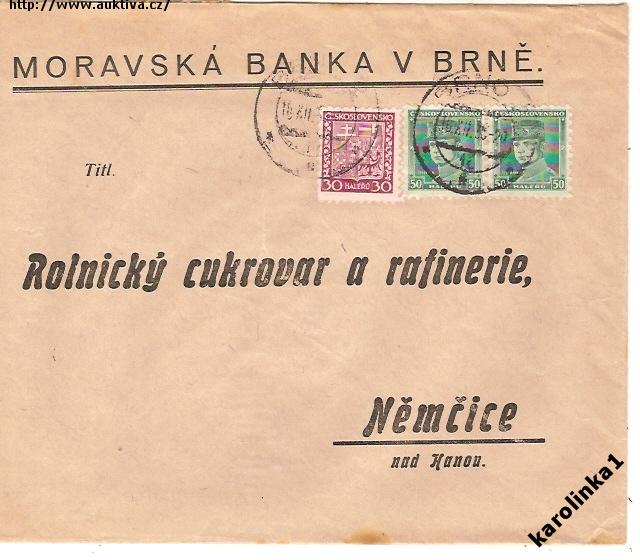 http://www.auktiva.cz/
MORAVSKÁ BANKA V BRNĚ.
BRNO
ČESKOSLOVENSKO
30 HALÉŘŮ 30
ČESKOSLOVENSKO
50 HALÉŘŮ
ČESKOSLOVENSKO
50 HALÉŘŮ 50
Titl.
Rolnický cukrovar a rafinerie,
Němčice
nad Hanou.
karolinka1